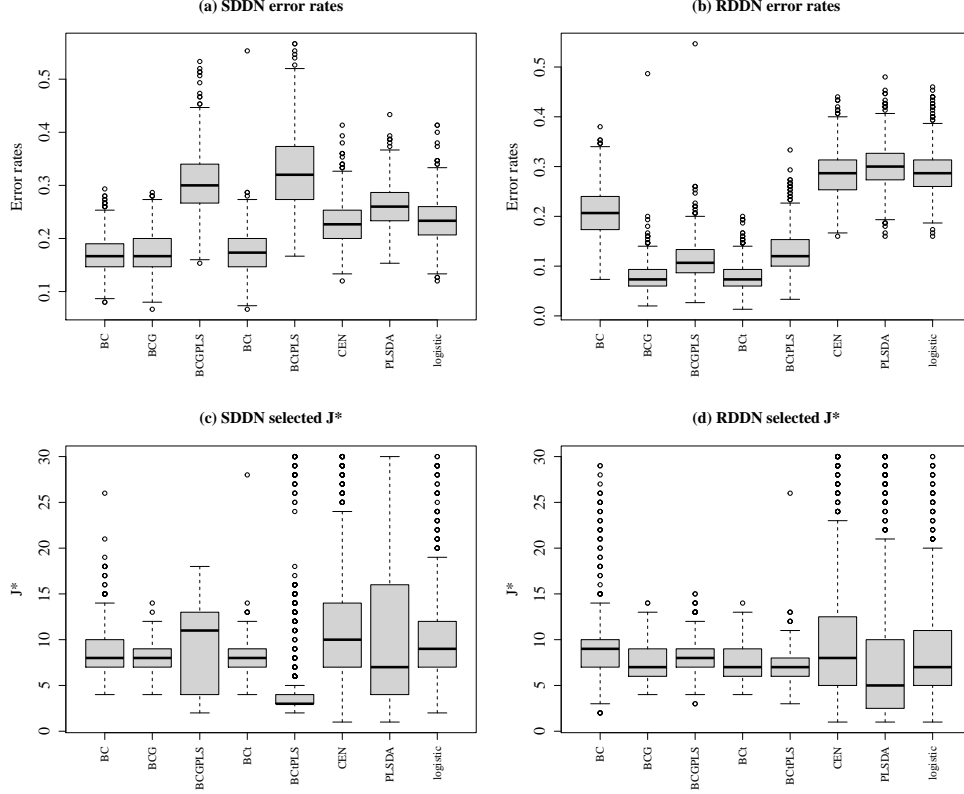 (a) SDDN error rates
Error rates
0.1 0.2 0.3 0.4 0.5
BC BCG BCGPLS BCt BCtPLS CEN PLSDA logistic
(b) RDDN error rates
Error rates
0.0 0.1 0.2 0.3 0.4 0.5
BC BCG BCGPLS BCt BCtPLS CEN PLSDA logistic
(c) SDDN selected J*
J*
0 5 10 15 20 25 30
BC BCG BCGPLS BCt BCtPLS CEN PLSDA logistic
(d) RDDN selected J*
J*
0 5 10 15 20 25 30
BC BCG BCGPLS BCt BCtPLS CEN PLSDA logistic